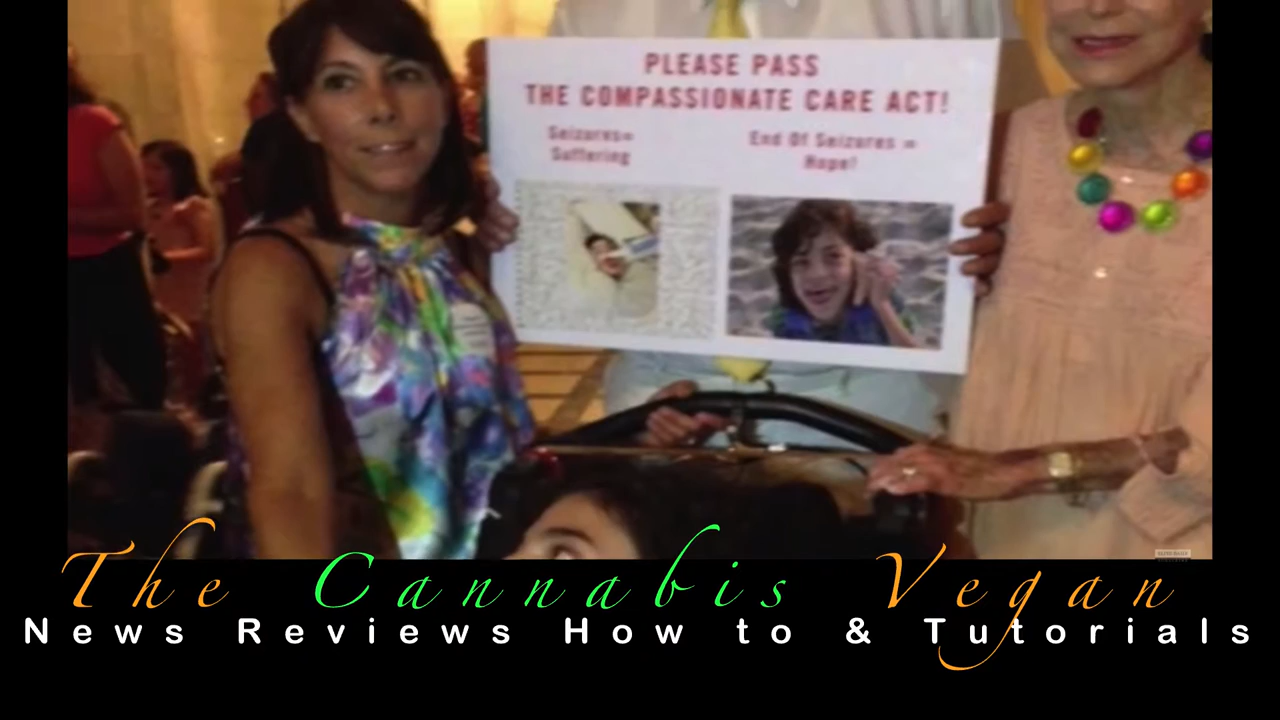 PLEASE PASS
THE COMPASSIONATE CARE ACT!
Seizures=
Suffering
End Of Seizures =
Hope!
The Cannabis Vegan
News Reviews How to & Tutorials